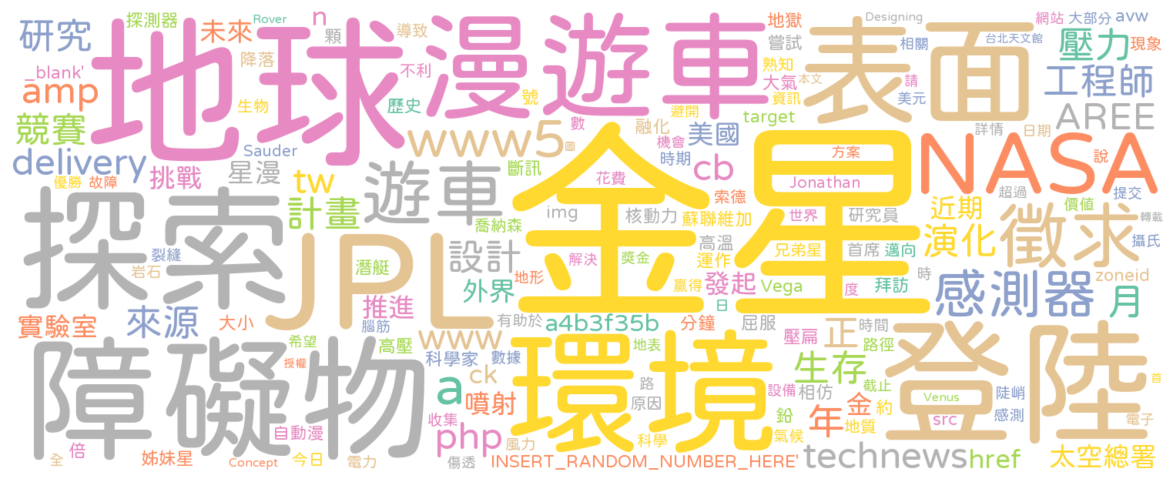 研究
探測器
Rover
未來
n
顆
導致
地球
漫遊車
地獄
嘗試
Designing
相關
台北天文館
網站
大部分
avw
表面
壓力
現象
_blank'
amp
降落
不利
熟知
大氣
本文
工程師
競賽
生物
歷史
號
資訊
請
美元
避開
target
AREE
www5
數
融化
機會
圖
美國
時期
詳情
日期
NASA
方案
說
delivery
Sauder
星漫
遊車
斷訊
cb
優勝
故障
挑戰
tw
花費
Jonathan
索德
超過
提交
計畫
喬納森
img
核動力
蘇聯維加
世界
研究員
近期
價值
轉載
探索
JPL
金星
徵求
裂縫
岩石
潛艇
設計
地形
解決
高溫
運作
兄弟星
首席
邁向
演化
攝氏
外界
獎金
贏得
發起
Vega
度
拜訪
時
感測器
zoneid
月
實驗室
來源
大小
推進
腦筋
有助於
a4b3f35b
分鐘
日
屈服
正
時間
希望
授權
高壓
www
科學家
數據
地表
壓扁
路徑
障礙物
環境
登陸
生存
截止
Venus
陡峭
首
a
ck
路
原因
設備
相仿
鉛
約
感測
收集
噴射
年
金
地質
src
電子
自動漫
php
風力
科學
氣候
倍
全
姊妹星
Concept
今日
電力
傷透
INSERT_RANDOM_NUMBER_HERE'
technews
href
太空總署